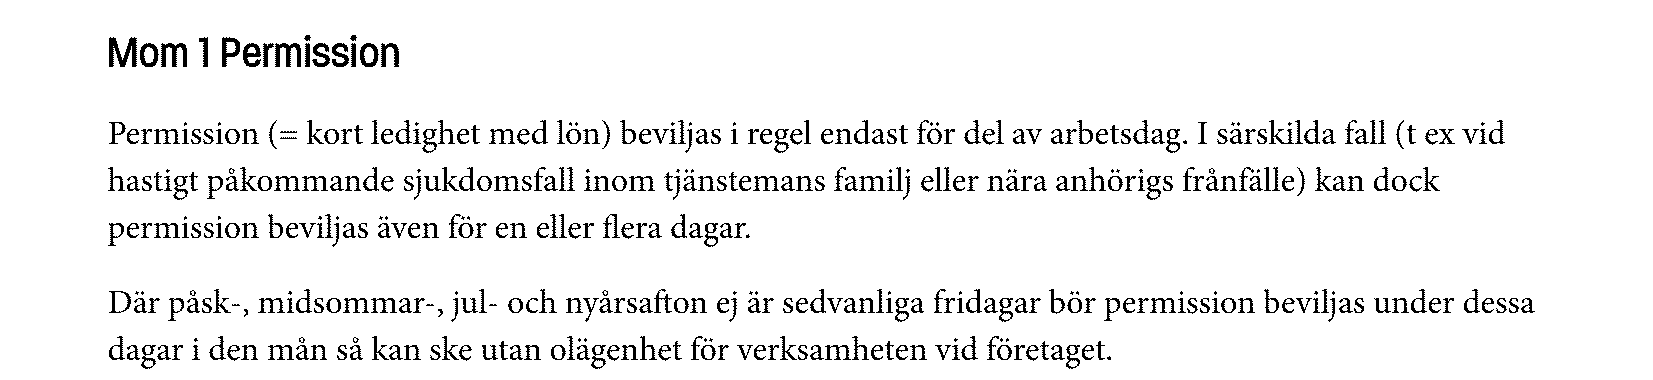 Mom 1 Permission
Permission (= kort ledighet med lön) beviljas i regel endast för del av arbetsdag. I särskilda fall (t ex vid
hastigt påkommande sjukdomsfall inom tjänstemans familj eller nära anhörigs frånfälle) kan dock
permission beviljas även för en eller flera dagar.
Där påsk-, midsommar-, jul- och nyårsafton ej är sedvanliga fridagar bör permission beviljas under dessa
dagar i den mån så kan ske utan olägenhet för verksamheten vid företaget.